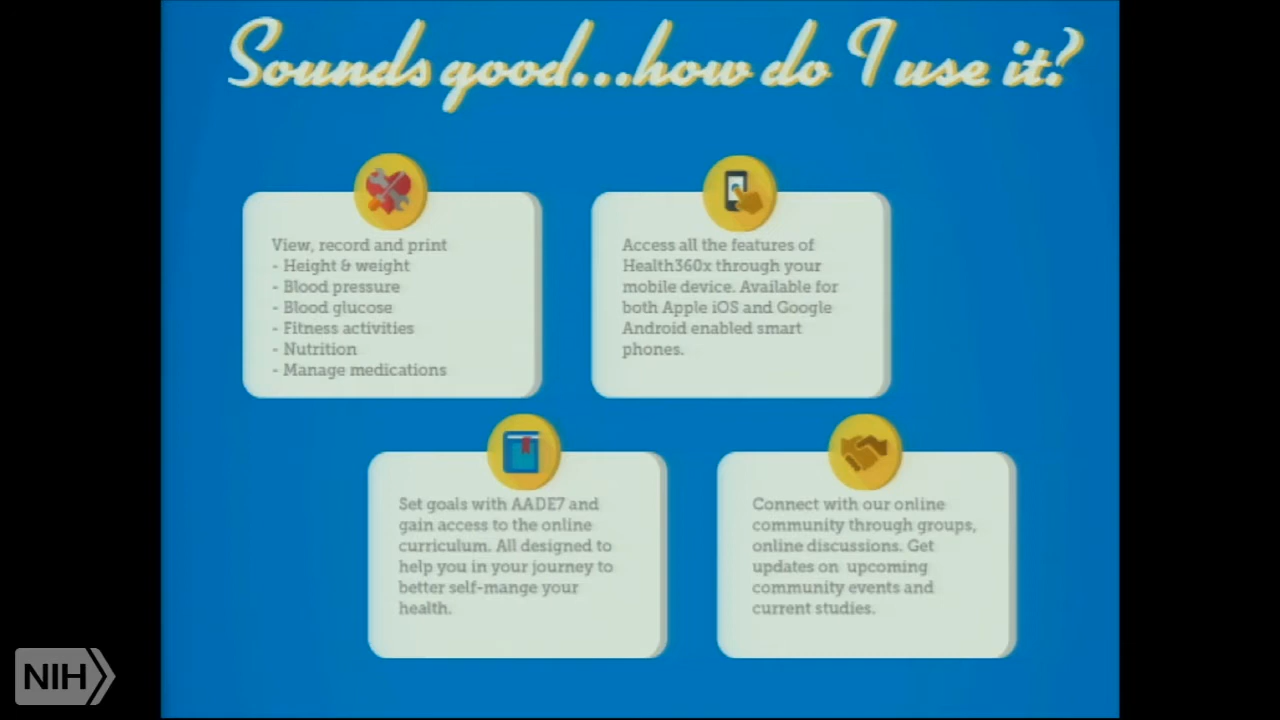 Sounds good...how do I use it?
View, record and print
- Height & weight
- Blood pressure
- Blood glucose
- Fitness activities
- Nutrition
- Manage medications
Access all the features of
Health360x through your
mobile device. Available for
both Apple iOS and Google
Android enabled smart
phones.
Set goals with AADE7 and
gain access to the online
curriculum. All designed to
help you in your journey to
better self-mange your
health.
Connect with our online
community through groups,
online discussions. Get
updates on upcoming
community events and
current studies.
NIH